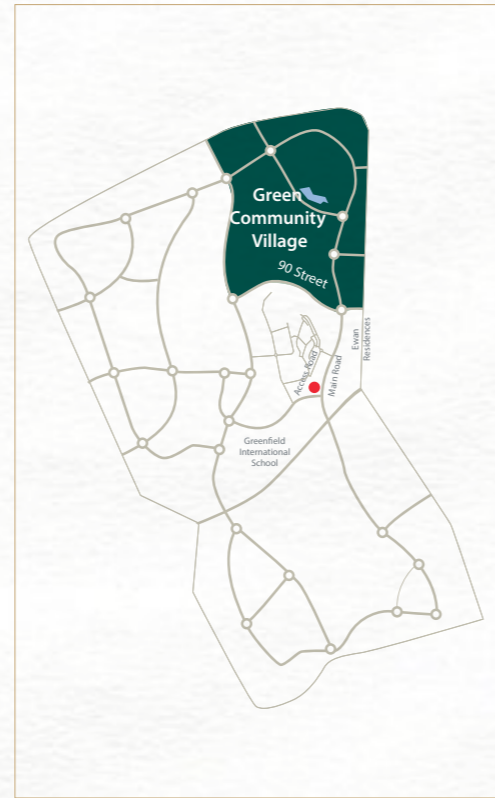 Green
Community
Village
90 Street
Ewan
Residences
Access Road
Main Road
Greenfield
International
School